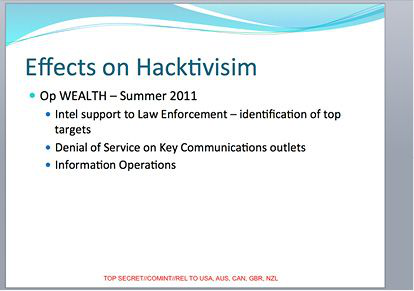 Effects on Hacktivisim
Op WEALTH – Summer 2011
Intel support to Law Enforcement – identification of top
targets
Denial of Service on Key Communications outlets
Information Operations
TOP SECRET//COMINT//REL TO USA, AUS, CAN, GBR, NZL